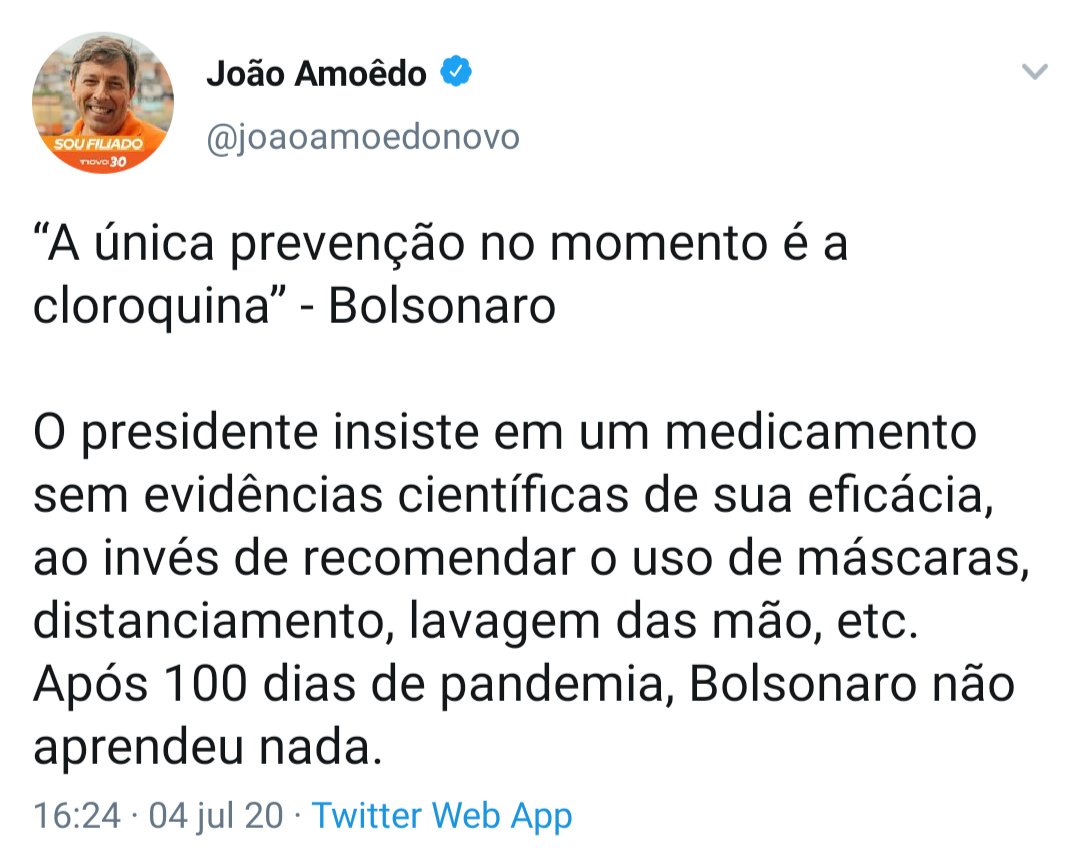 João Amoêdo
@joaoamoedonovo
SOU FILIADO
NOVO 30
“A única prevenção no momento é a
cloroquina” - Bolsonaro
O presidente insiste em um medicamento
sem evidências científicas de sua eficácia,
ao invés de recomendar o uso de máscaras,
distanciamento, lavagem das mão, etc.
Após 100 dias de pandemia, Bolsonaro não
aprendeu nada.
16:24 · 04 jul 20 · Twitter Web App